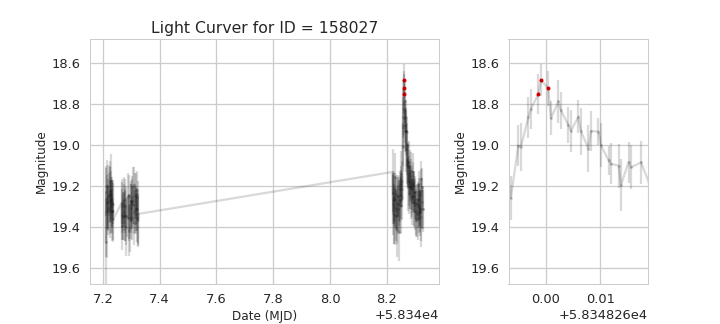 Light Curver for ID = 158027
18.6
18.8
19.0
19.2
19.4
19.6
Magnitude
7.2 7.4 7.6 7.8 8.0 8.2
Date (MJD)
+5.834e4
18.6
18.8
19.0
19.2
19.4
19.6
Magnitude
0.00 0.01
+5.834826e4